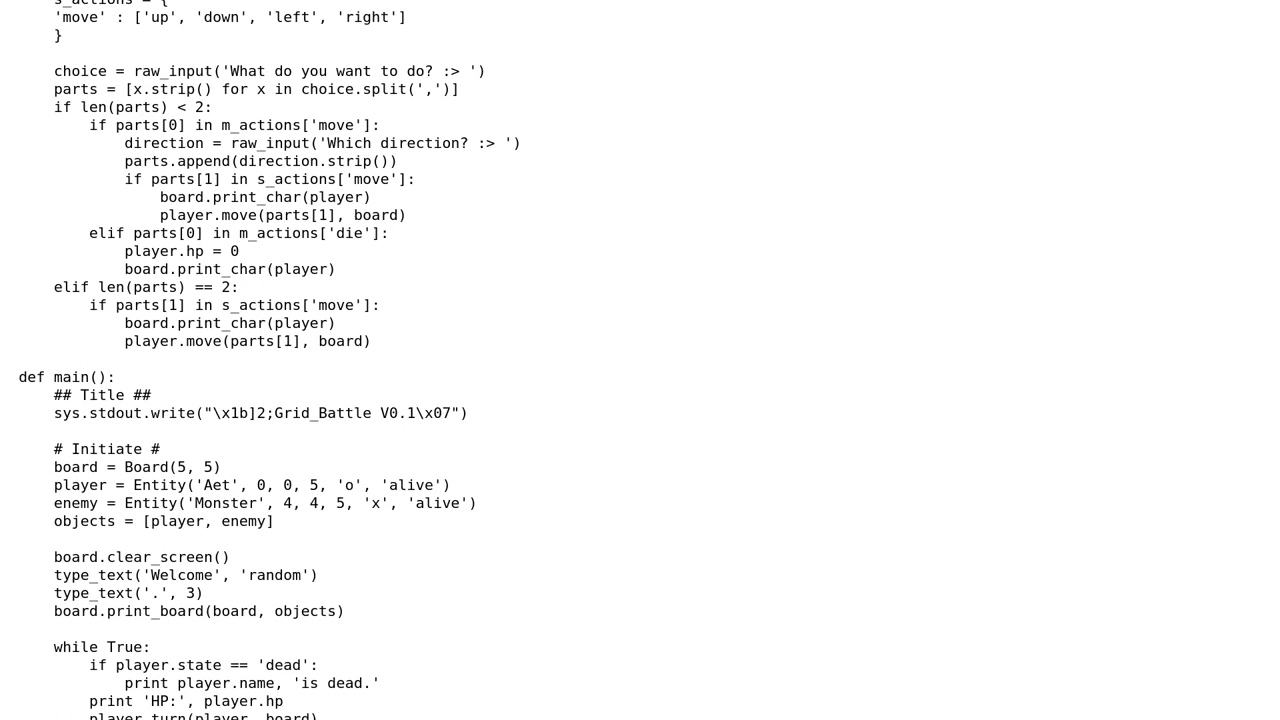 s_actions = {
    'move' : ['up', 'down', 'left', 'right']
    }

    choice = raw_input('What do you want to do? :> ')
    parts = [x.strip() for x in choice.split(',')]
    if len(parts) < 2:
        if parts[0] in m_actions['move']:
            direction = raw_input('Which direction? :> ')
            parts.append(direction.strip())
            if parts[1] in s_actions['move']:
                board.print_char(player)
                player.move(parts[1], board)
        elif parts[0] in m_actions['die']:
            player.hp = 0
            board.print_char(player)
    elif len(parts) == 2:
        if parts[1] in s_actions['move']:
            board.print_char(player)
            player.move(parts[1], board)

def main():
    ## Title ##
    sys.stdout.write("\x1b]2;Grid_Battle V0.1\x07")

    # Initiate #
    board = Board(5, 5)
    player = Entity('Aet', 0, 0, 5, 'o', 'alive')
    enemy = Entity('Monster', 4, 4, 5, 'x', 'alive')
    objects = [player, enemy]

    board.clear_screen()
    type_text('Welcome', 'random')
    type_text('.', 3)
    board.print_board(board, objects)

    while True:
        if player.state == 'dead':
            print player.name, 'is dead.'
        print 'HP:', player.hp
        player.turn(player, board)